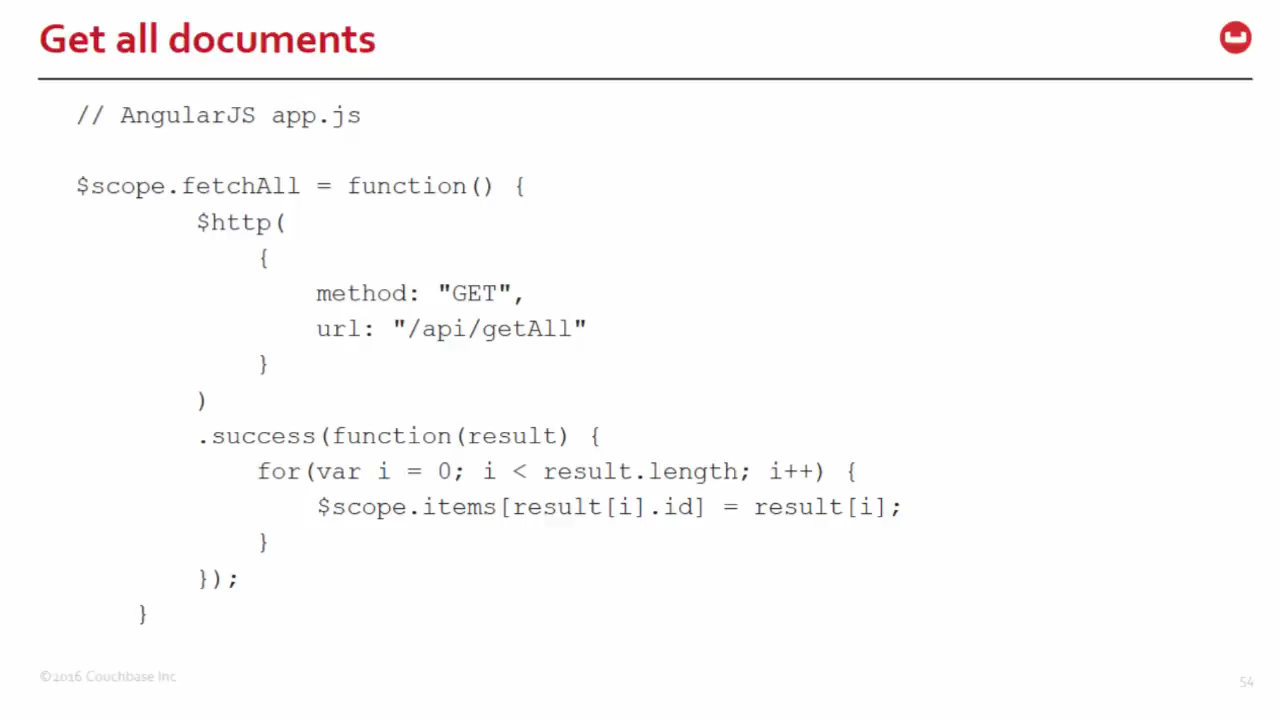 Get all documents
// AngularJS app.js
$scope.fetchAll = function() {
$http(
{
method: "GET",
url: "/api/getAll"
}
)
.success(function(result) {
for(var i = 0; i < result.length; i++) {
$scope.items[result[i].id] = result[i];
}
});
}
©2016 Couchbase Inc
54